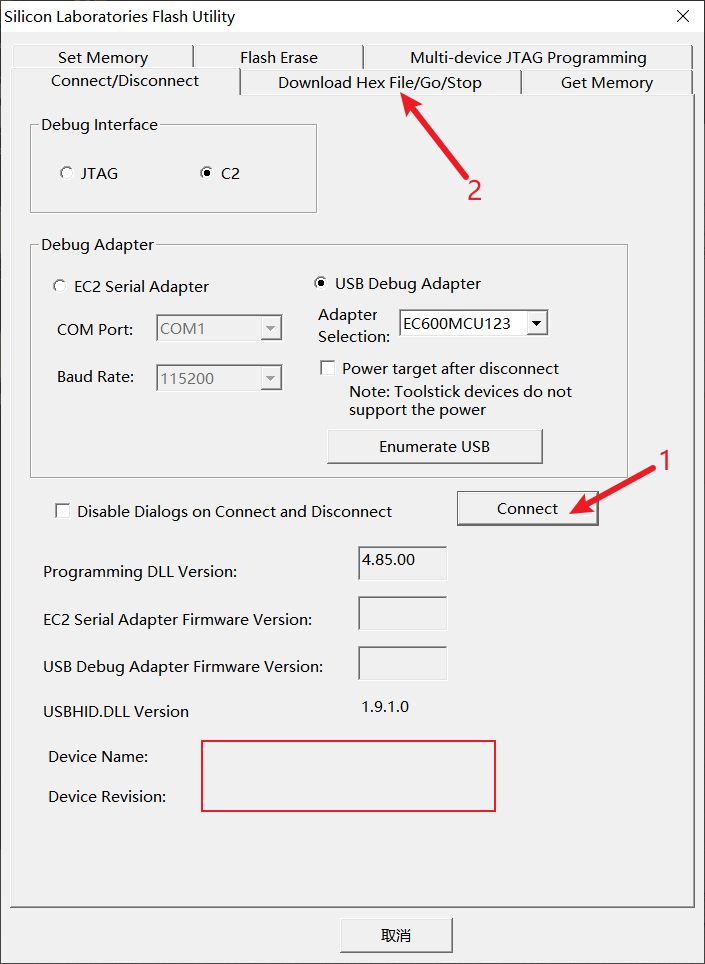 Silicon Laboratories Flash Utility
Set Memory
Flash Erase
Multi-device JTAG Programming
Connect/Disconnect
Download Hex File/Go/Stop
Get Memory
2
Debug Interface
JTAG
C2
Debug Adapter
EC2 Serial Adapter
COM Port:
COM1
Baud Rate:
115200
USB Debug Adapter
Adapter
Selection:
EC600MCU123
Power target after disconnect
Note: Toolstick devices do not
support the power
Enumerate USB
1
Disable Dialogs on Connect and Disconnect
Connect
Programming DLL Version:
4.85.00
EC2 Serial Adapter Firmware Version:
USB Debug Adapter Firmware Version:
USBHID.DLL Version
1.9.1.0
Device Name:
Device Revision:
取消